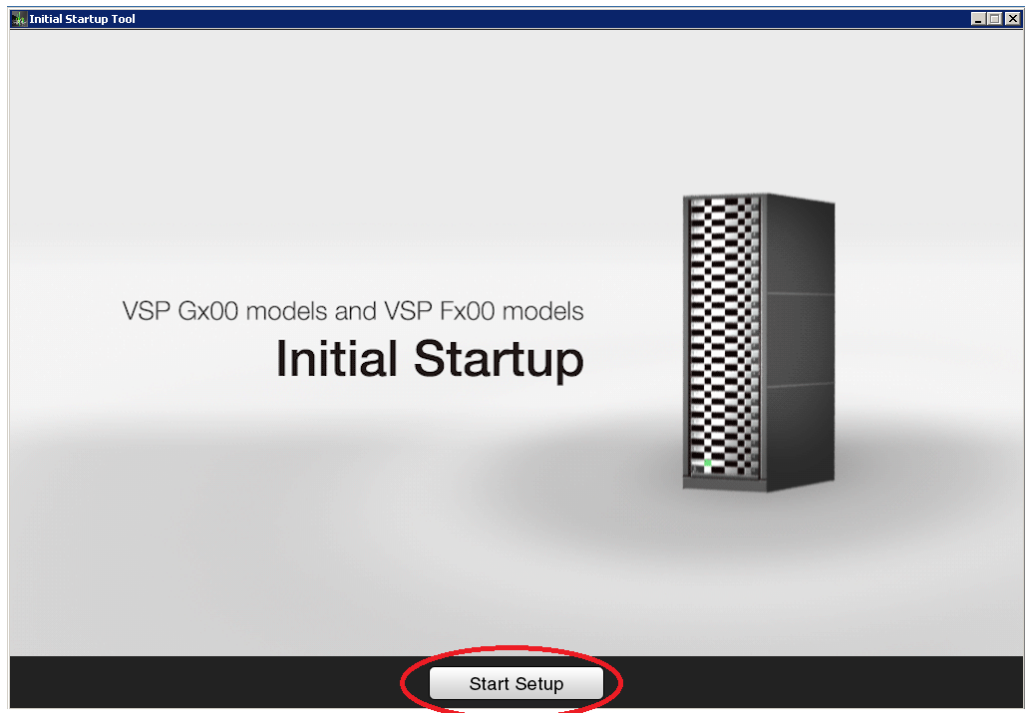 Initial Startup Tool
VSP Gx00 models and VSP Fx00 models
Initial Startup
Start Setup